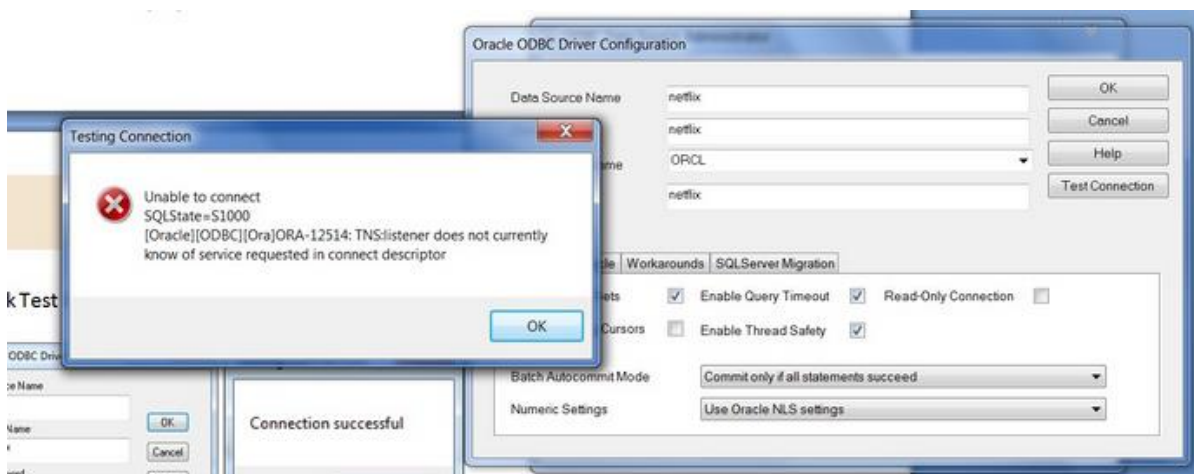 Oracle ODBC Driver Configuration
Data Source Name
netflix
OK
netflix
Cancel
ORCL
Help
netflix
Test Connection
Testing Connection
Unable to connect
SQLState=S1000
[Oracle][ODBC][Ora]ORA-12514: TNS:listener does not currently
know of service requested in connect descriptor
OK
Workarounds
SQLServer Migration
Enable Query Timeout
Read-Only Connection
Cursors
Enable Thread Safety
Batch Autocommit Mode
Commit only if all statements succeed
Numeric Settings
Use Oracle NLS settings
k Test
ODBC Driv
ce Name
OK
Name
Cancel
Connection successful